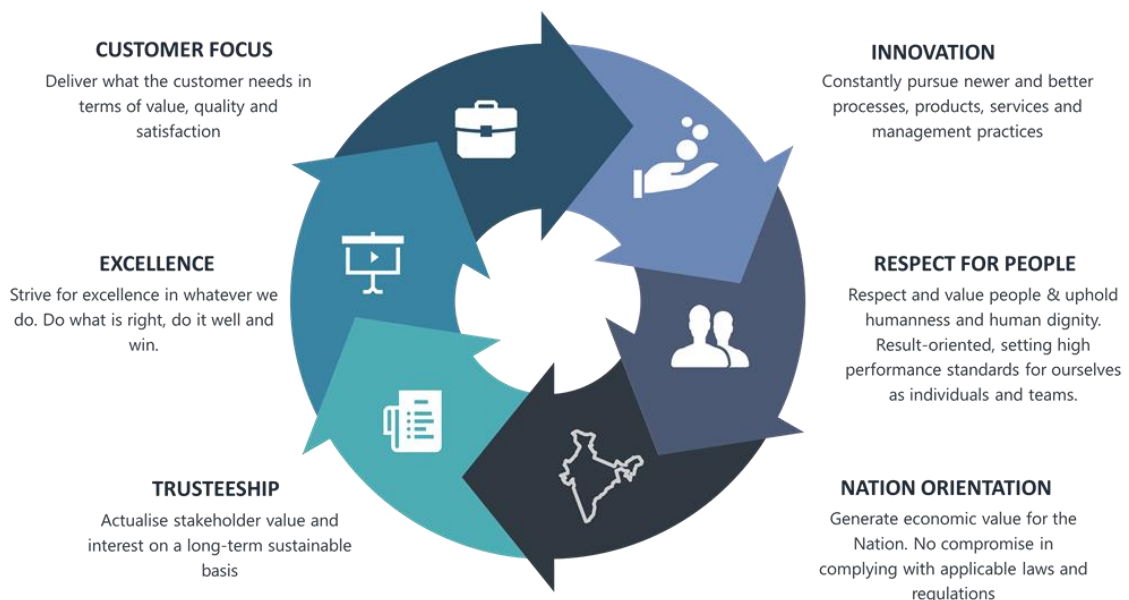 CUSTOMER FOCUS
Deliver what the customer needs in
terms of value, quality and
satisfaction
INNOVATION
Constantly pursue newer and better
processes, products, services and
management practices
EXCELLENCE
Strive for excellence in whatever we
do. Do what is right, do it well and
win.
RESPECT FOR PEOPLE
Respect and value people & uphold
humanness and human dignity.
Result-oriented, setting high
performance standards for ourselves
as individuals and teams.
TRUSTEESHIP
Actualise stakeholder value and
interest on a long-term sustainable
basis
NATION ORIENTATION
Generate economic value for the
Nation. No compromise in
complying with applicable laws and
regulations